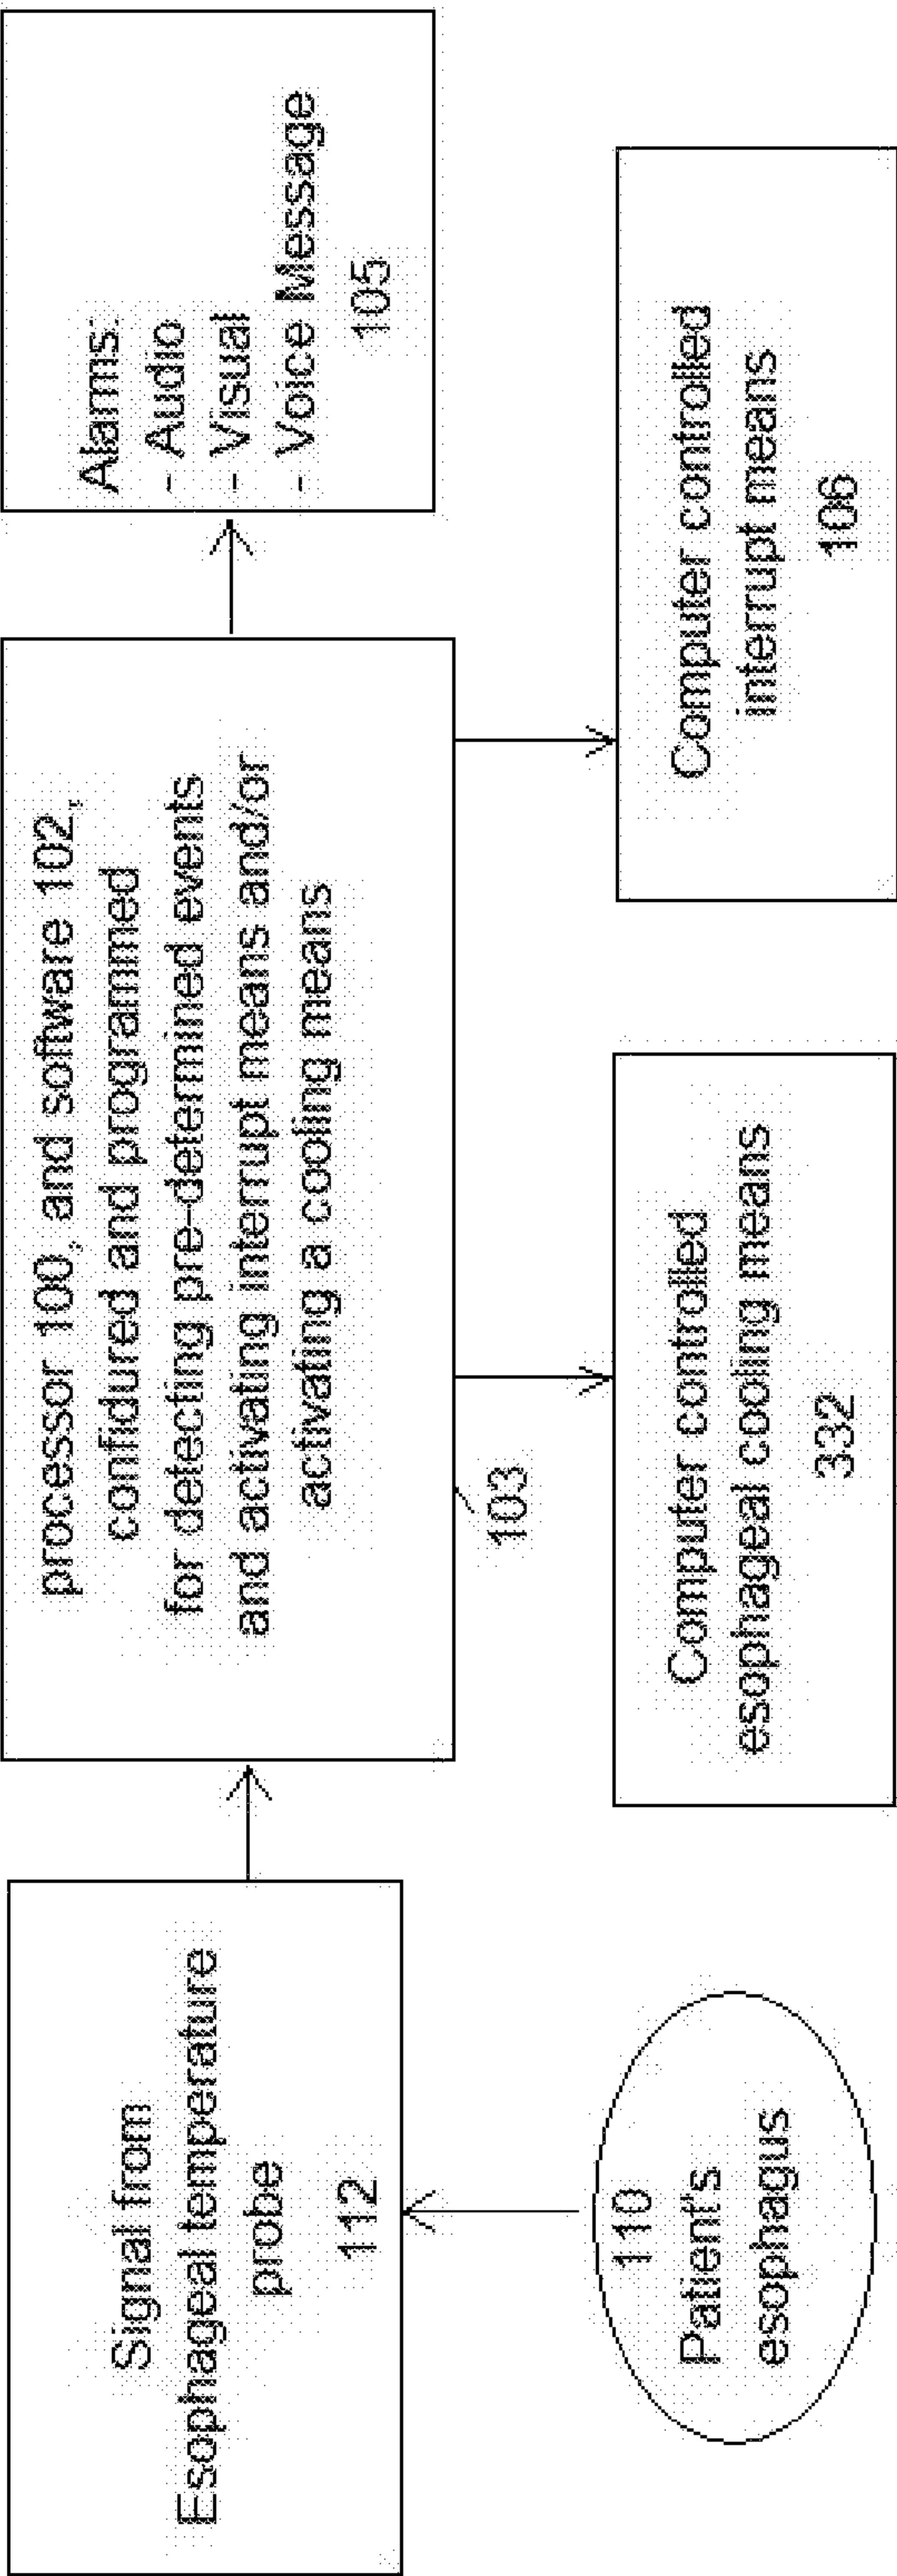 Signal from
Esophageal temperature
probe
112
110
Patient's
esophagus
processor 100, and software 102,
confidured and programmed
for detecting pre-determined events
and activating interrupt means and/or
activating a cooling means
103
Computer controlled
esophageal cooling means
332
Computer controlled
interrupt means
106
Alarms:
- Audio
- Visual
- Voice Message
105